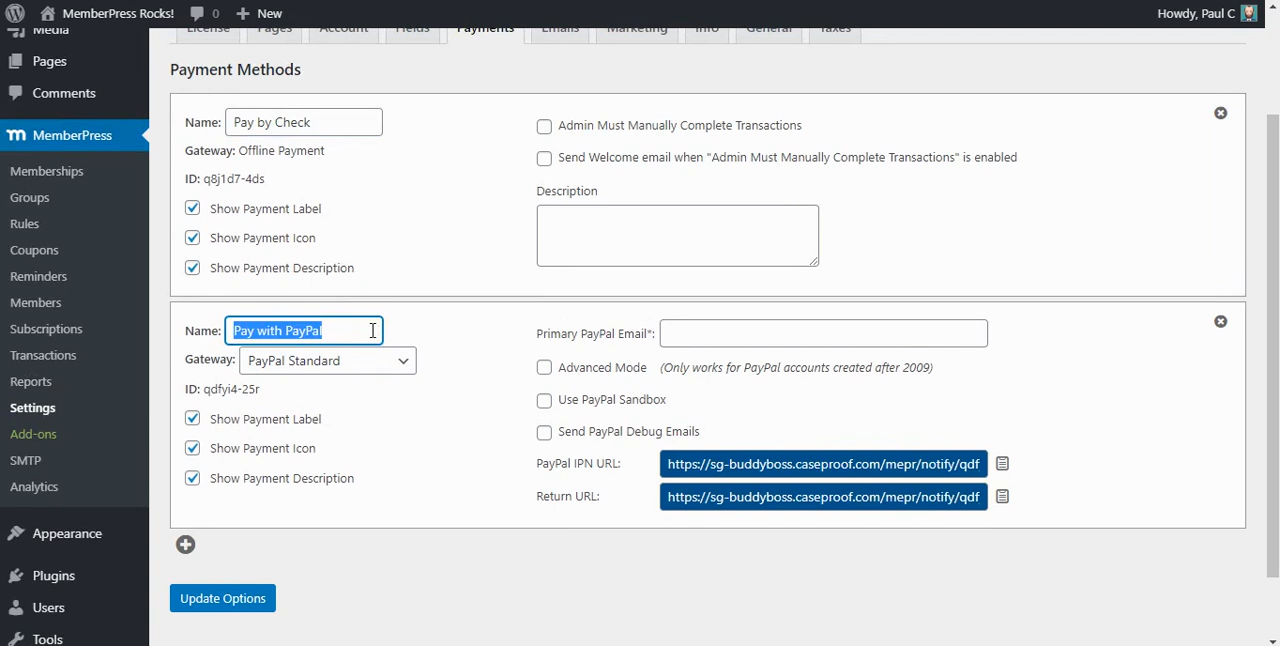 MemberPress Rocks!
0
New
Howdy, Paul C
Media
Pages
Comments
MemberPress
Memberships
Groups
Rules
Coupons
Reminders
Members
Subscriptions
Transactions
Reports
Settings
Add-ons
SMTP
Analytics
Appearance
Plugins
Users
Tools
License
Pages
Account
Fields
Payments
Emails
Marketing
Info
General
Taxes
Payment Methods
Name: Pay by Check
Gateway: Offline Payment
ID: q8j1d7-4ds
Show Payment Label
Show Payment Icon
Show Payment Description
Admin Must Manually Complete Transactions
Send Welcome email when "Admin Must Manually Complete Transactions" is enabled
Description
Name: Pay with PayPal
Gateway: PayPal Standard
ID: qdfyi4-25r
Show Payment Label
Show Payment Icon
Show Payment Description
Primary PayPal Email*:
Advanced Mode (Only works for PayPal accounts created after 2009)
Use PayPal Sandbox
Send PayPal Debug Emails
PayPal IPN URL: https://sg-buddyboss.caseproof.com/mepr/notify/qdf
Return URL: https://sg-buddyboss.caseproof.com/mepr/notify/qdf
Update Options